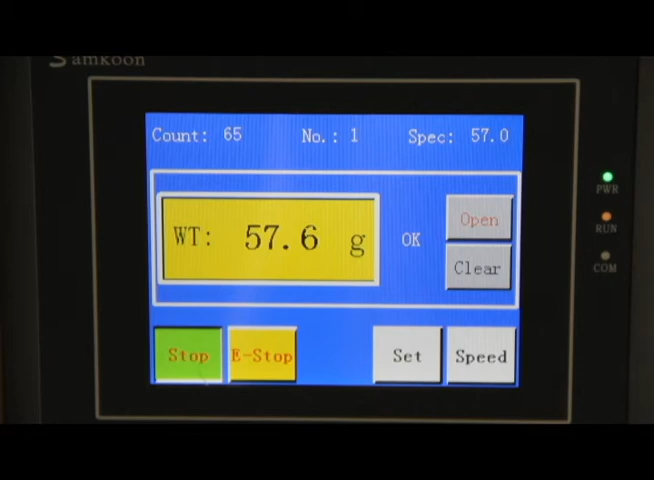 Samkoon
Count: 65 No.: 1 Spec: 57.0
WT: 57.6 g
OK
Open
Clear
Stop
E-Stop
Set
Speed
PWR
RUN
COM